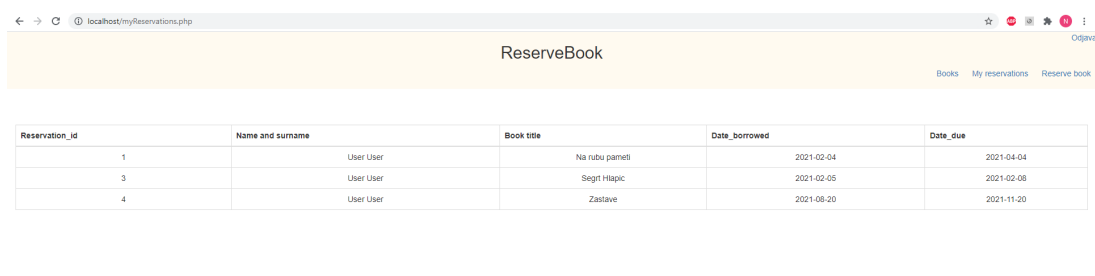 localhost/myReservations.php
ABP
N
Odjava
ReserveBook
Books My reservations Reserve book
Reservation_id Name and surname Book title Date_borrowed Date_due
1 User User Na rubu pameti 2021-02-04 2021-04-04
3 User User Segrt Hlapic 2021-02-05 2021-02-08
4 User User Zastave 2021-08-20 2021-11-20